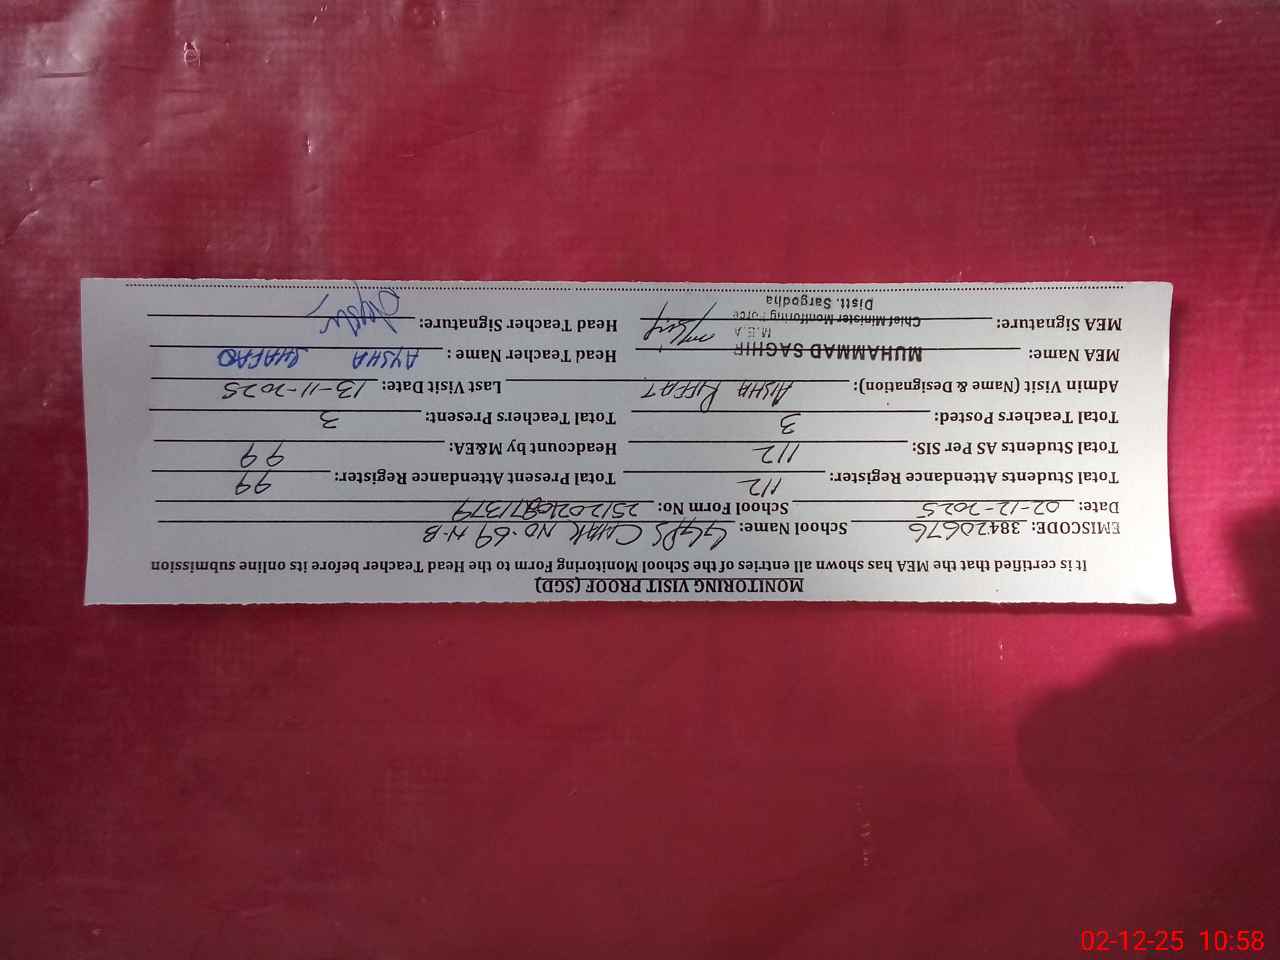 MONITORING VISIT PROOF (SGD)
It is certified that the MEA has shown all entries of the School Monitoring Form to the Head Teacher before its online submission
EMISCODE: 38420676 School Name: GGPS CHAK NO. 69 N-B
Date: 02-12-2025 School Form No:
Total Students Attendance Register: 112 Total Present Attendance Register: 99
Total Students AS Per SIS: 112 Headcount by M&EA: 99
Total Teachers Posted: 3 Total Teachers Present: 3
Admin Visit (Name & Designation): AISHA RIFFAT Last Visit Date: 13-11-2025
MEA Name: MUHAMMAD SAGHIR Head Teacher Name: AYSHA
M.E.A
MEA Signature: Chief Minister Monitoring Force Head Teacher Signature:
Distt. Sargodha
02-12-25 10:58